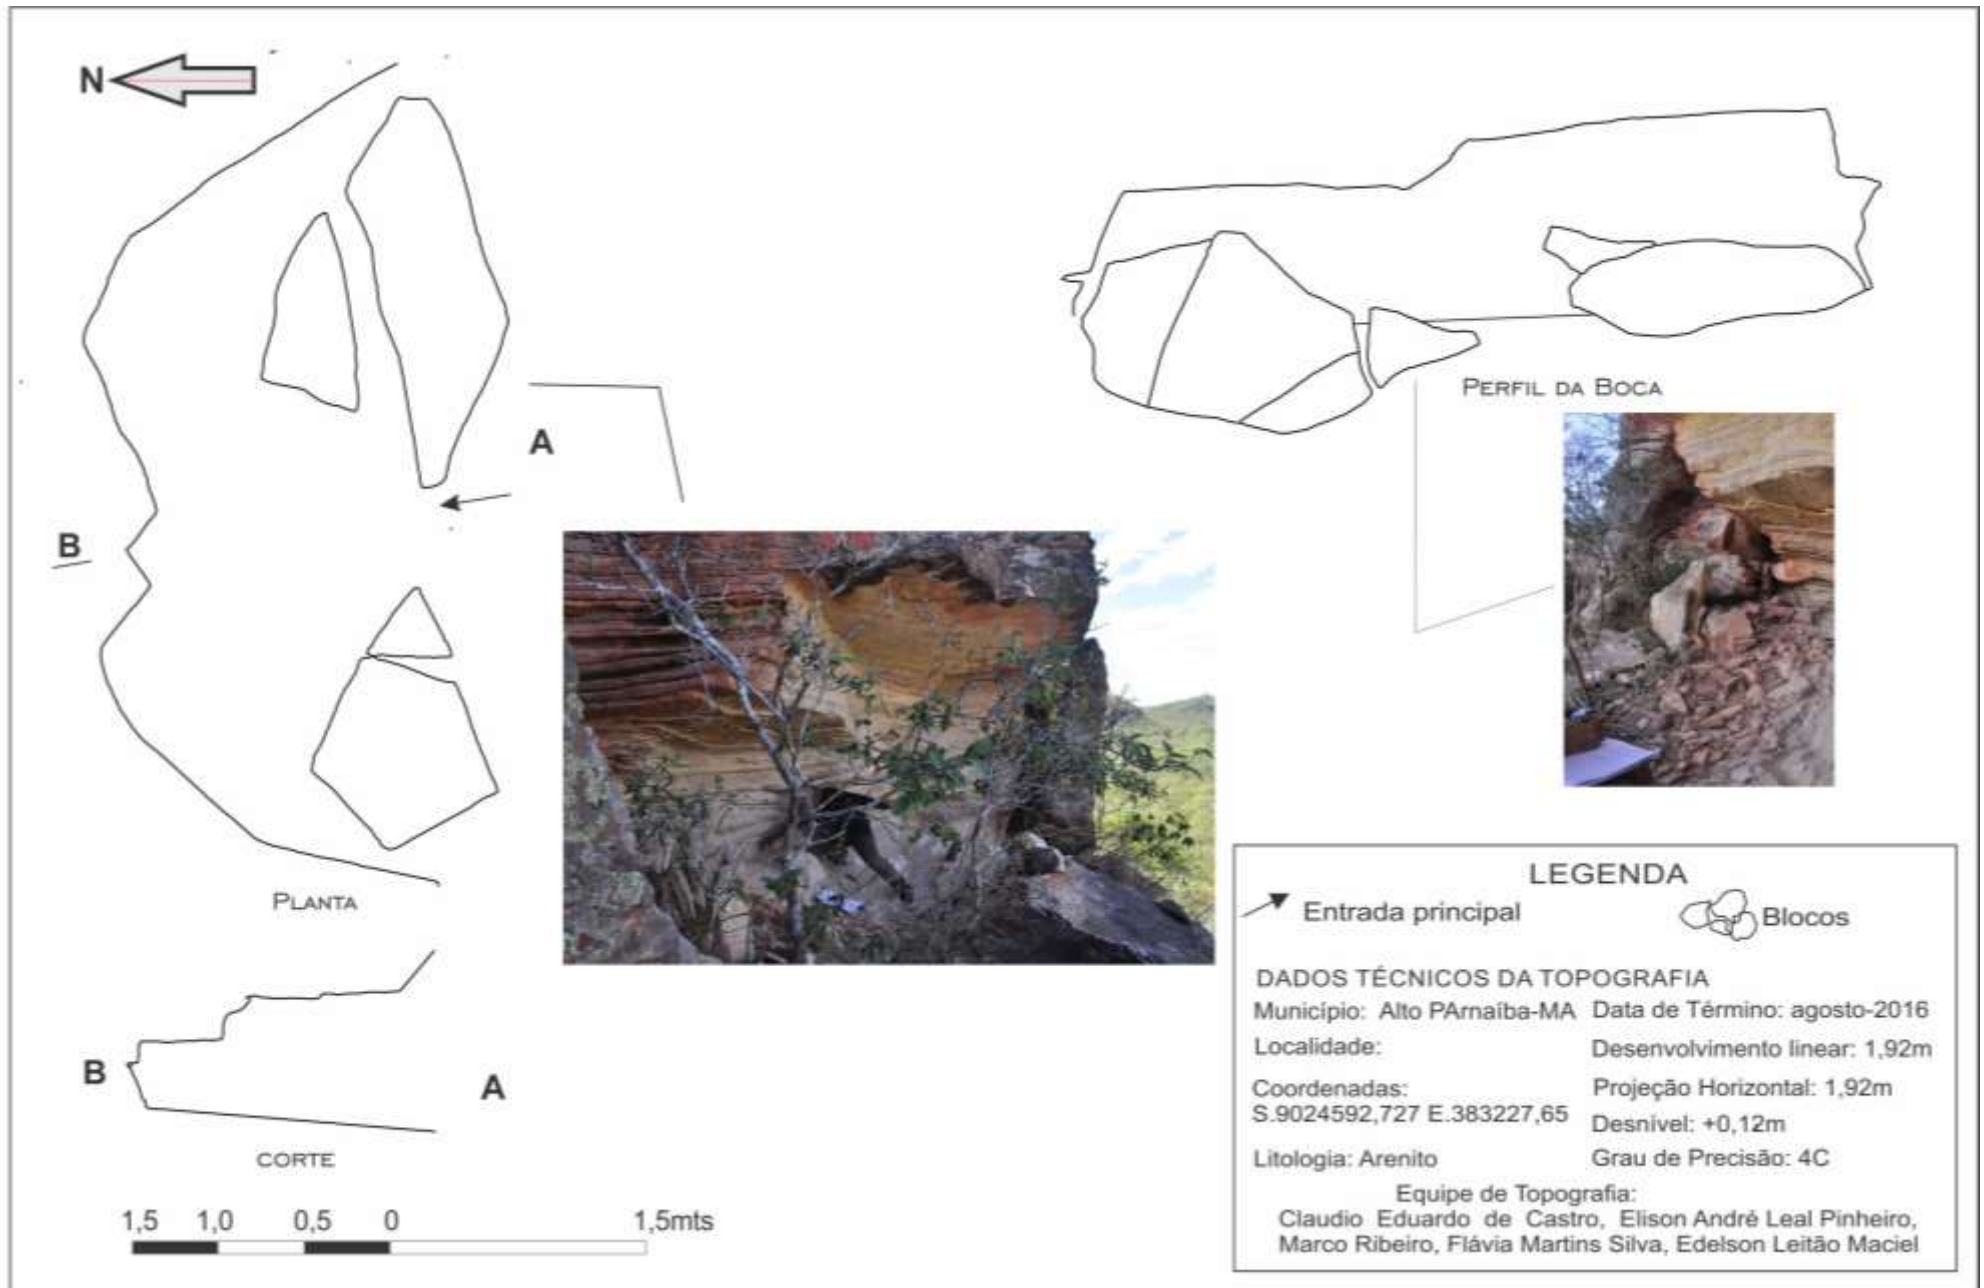 N
A
B
PLANTA
B
A
CORTE
1,5 1,0 0,5 0 1,5mts
PERFIL DA BOCA
LEGENDA
Entrada principal
Blocos
DADOS TÉCNICOS DA TOPOGRAFIA
Município: Alto PArnaíba-MA Data de Término: agosto-2016
Localidade: Desenvolvimento linear: 1,92m
Coordenadas: Projeção Horizontal: 1,92m
S.9024592,727 E.383227,65
Desnível: +0,12m
Litologia: Arenito Grau de Precisão: 4C
Equipe de Topografia:
Claudio Eduardo de Castro, Elison André Leal Pinheiro,
Marco Ribeiro, Flávia Martins Silva, Edelson Leitão Maciel